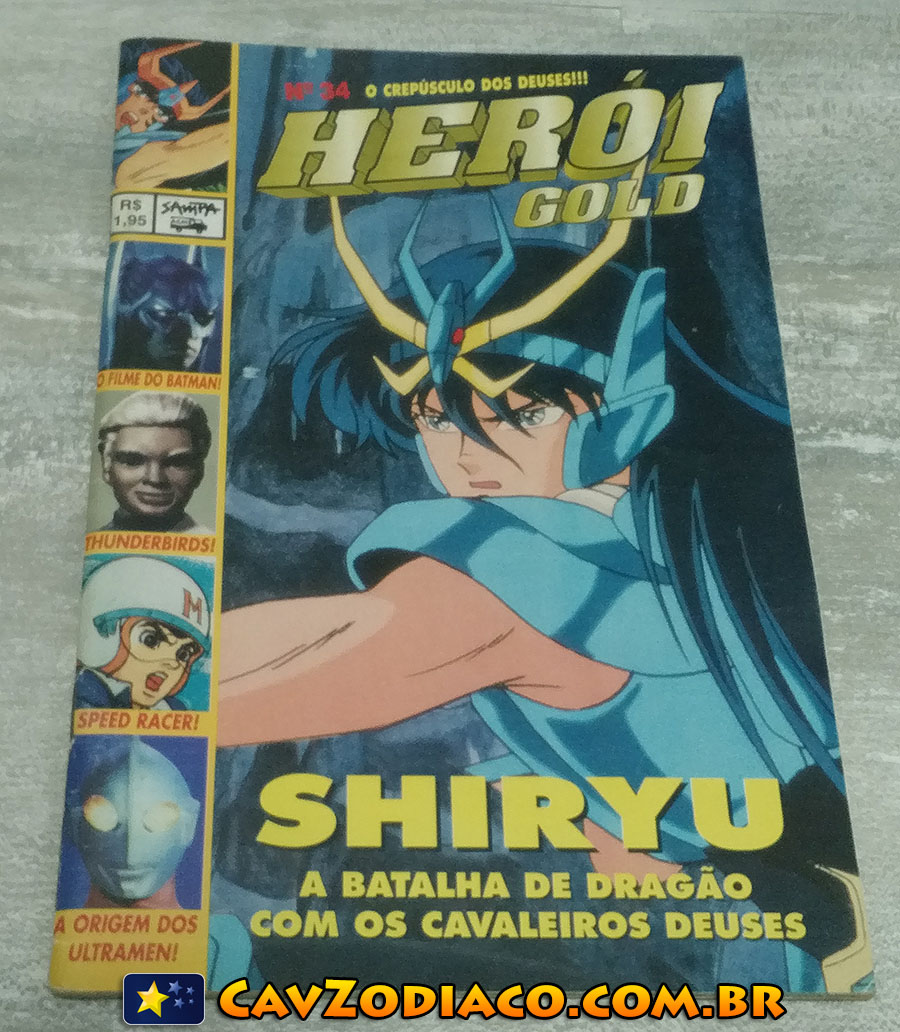 Nº 34 O CREPÚSCULO DOS DEUSES!!!
HERÓI
GOLD
R$
1,95
SAMPA
O FILME DO BATMAN!
THUNDERBIRDS!
M
SPEED RACER!
A ORIGEM DOS
ULTRAMEN!
SHIRYU
A BATALHA DE DRAGÃO
COM OS CAVALEIROS DEUSES
CAVZODIACO.COM.BR